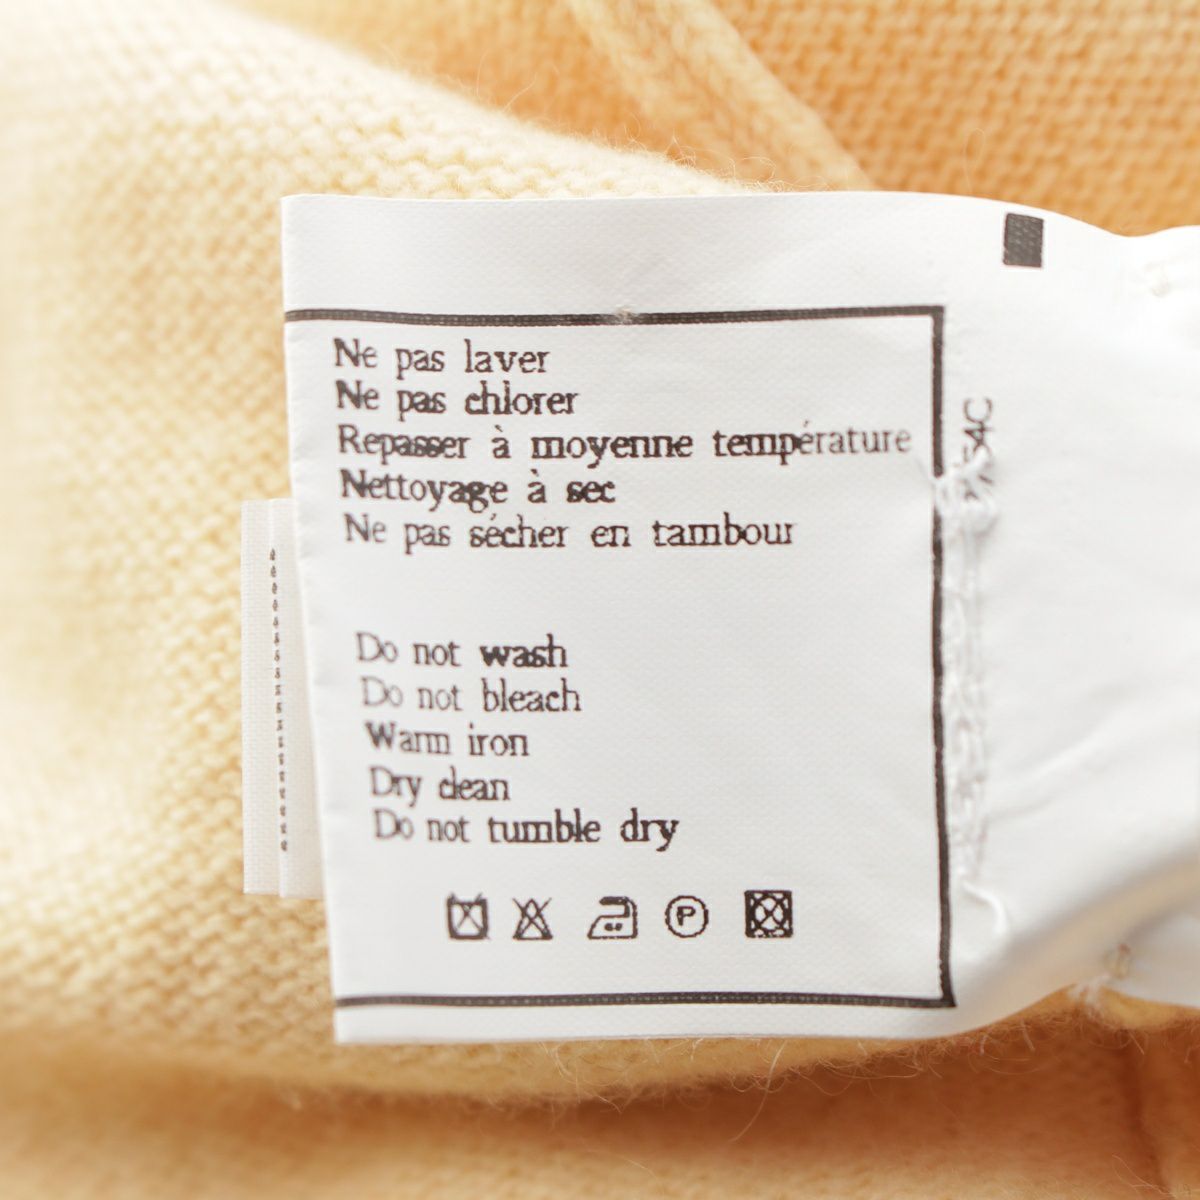 Ne pas laver
Ne pas chlorer
Repasser à moyenne température
Nettoyage à sec
Ne pas sécher en tambour
Do not wash
Do not bleach
Warm iron
Dry clean
Do not tumble dry
P